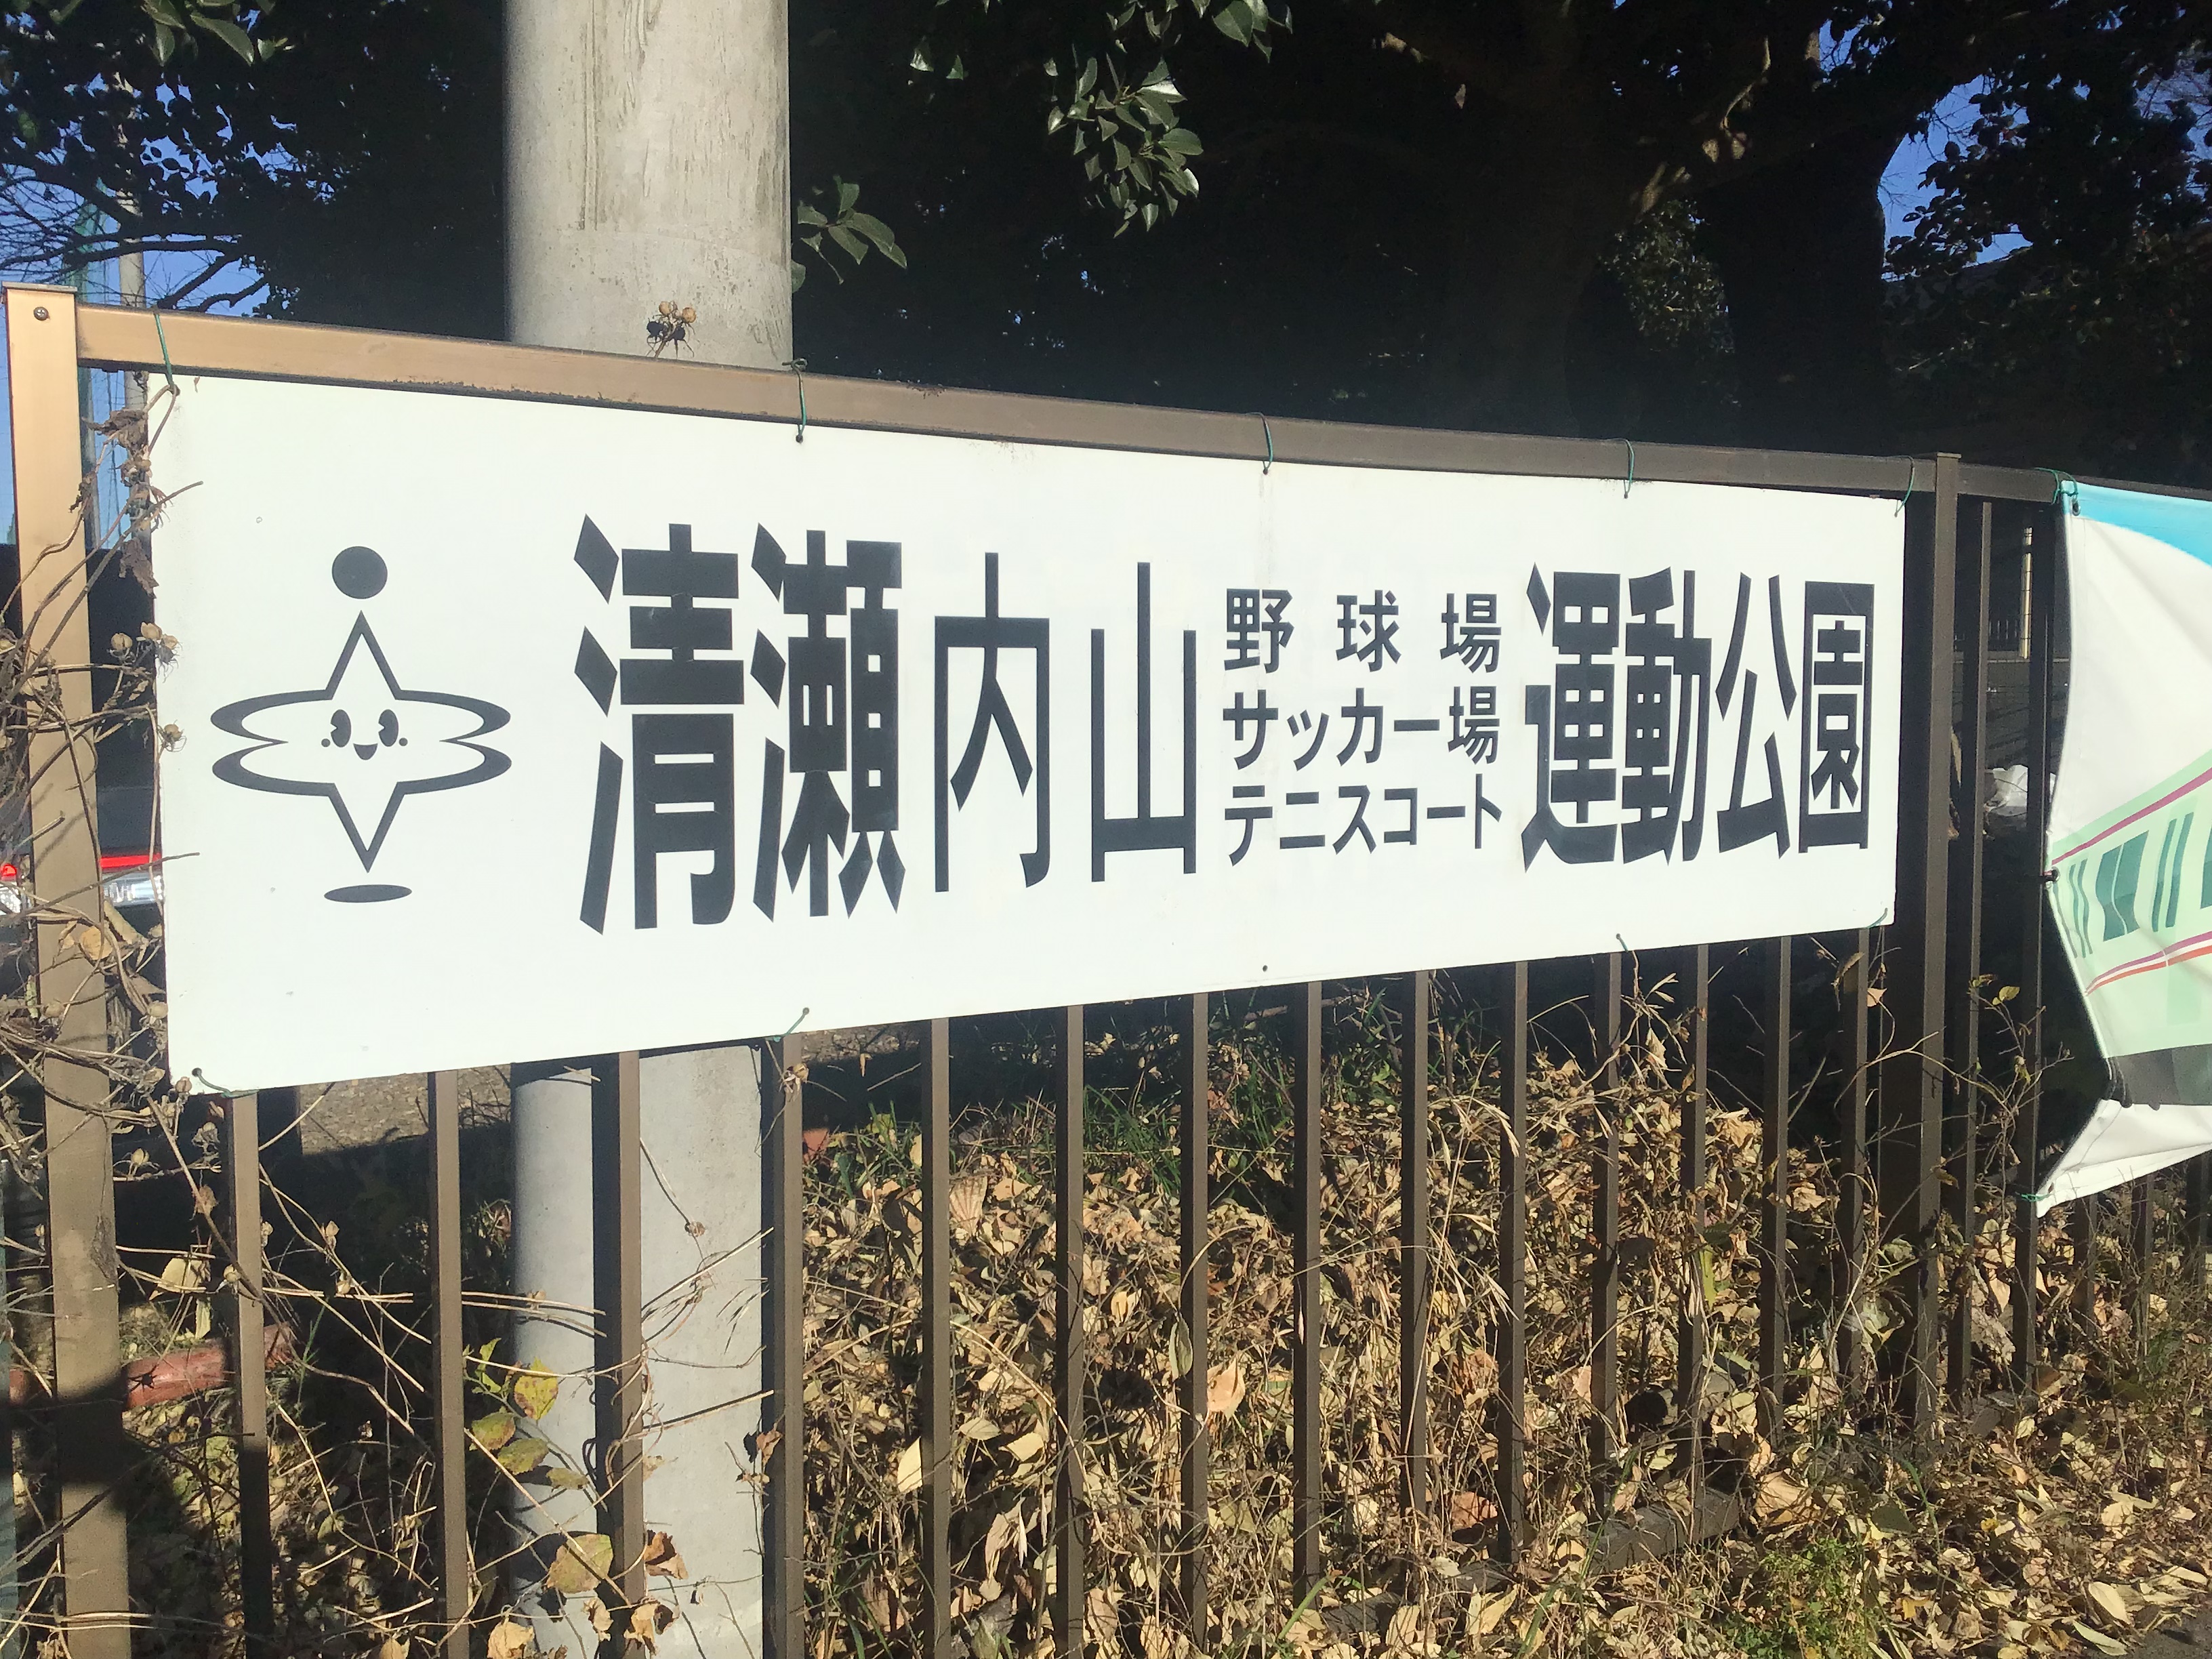 清瀬内山
野球場
サッカー場
テニスコート
運動公園